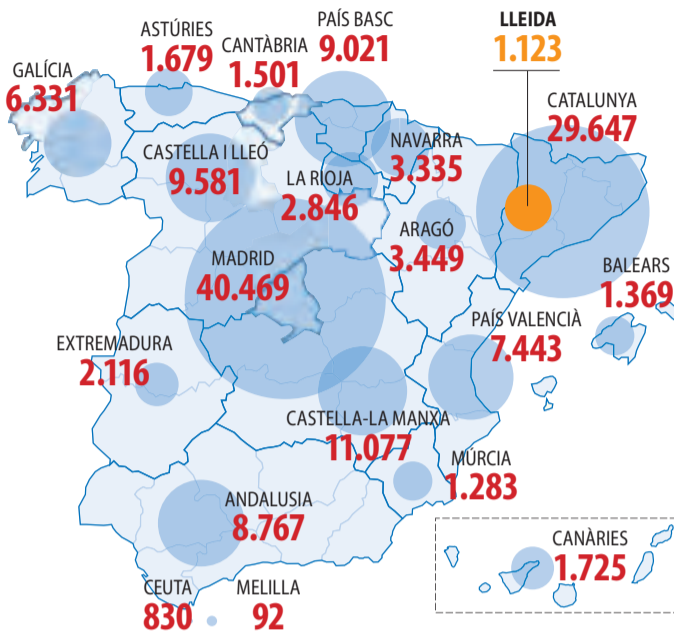 PAÍS BASC
9.021
LLEIDA
1.123
ASTÚRIES
1.679
CANTÀBRIA
1.501
GALÍCIA
6.331
CATALUNYA
29.647
NAVARRA
3.335
CASTELLA I LLEÓ
9.581
LA RIOJA
2.846
ARAGÓ
3.449
MADRID
40.469
BALEARS
1.369
PAÍS VALENCIÀ
7.443
EXTREMADURA
2.116
CASTELLA-LA MANXA
11.077
MÚRCIA
1.283
ANDALUSIA
8.767
CANÀRIES
1.725
CEUTA
830
MELILLA
92